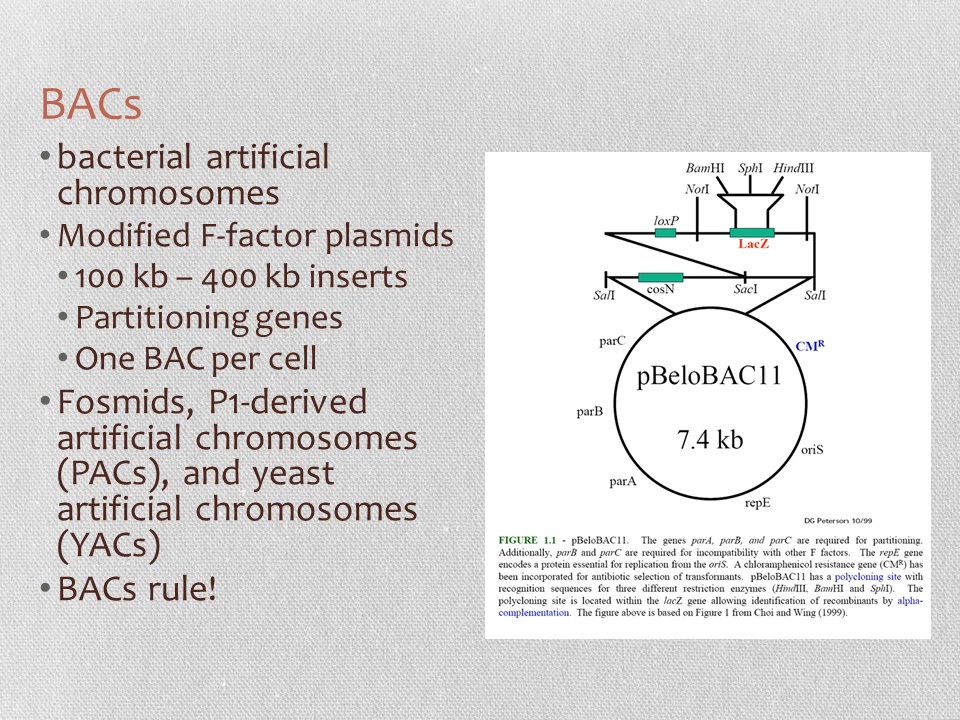 BACs
• bacterial artificial
chromosomes
• Modified F-factor plasmids
• 100 kb – 400 kb inserts
• Partitioning genes
• One BAC per cell
• Fosmids, P1-derived
artificial chromosomes
(PACs), and yeast
artificial chromosomes
(YACs)
• BACs rule!
BamHI SphI HindIII
NotI NotI
loxP
LacZ
cosN
SalI SacI SalI
parC
CMᴿ
pBeloBAC11
parB
7.4 kb
oriS
parA
repE
DG Peterson 10/99
FIGURE 1.1 - pBeloBAC11. The genes parA, parB, and parC are required for partitioning.
Additionally, parB and parC are required for incompatibility with other F factors. The repE gene
encodes a protein essential for replication from the oriS. A chloramphenicol resistance gene (CMᴿ) has
been incorporated for antibiotic selection of transformants. pBeloBAC11 has a polycloning site with
recognition sequences for three different restriction enzymes (HindIII, BamHI and SphI). The
polycloning site is located within the lacZ gene allowing identification of recombinants by alpha-
complementation. The figure above is based on Figure 1 from Choi and Wing (1999).